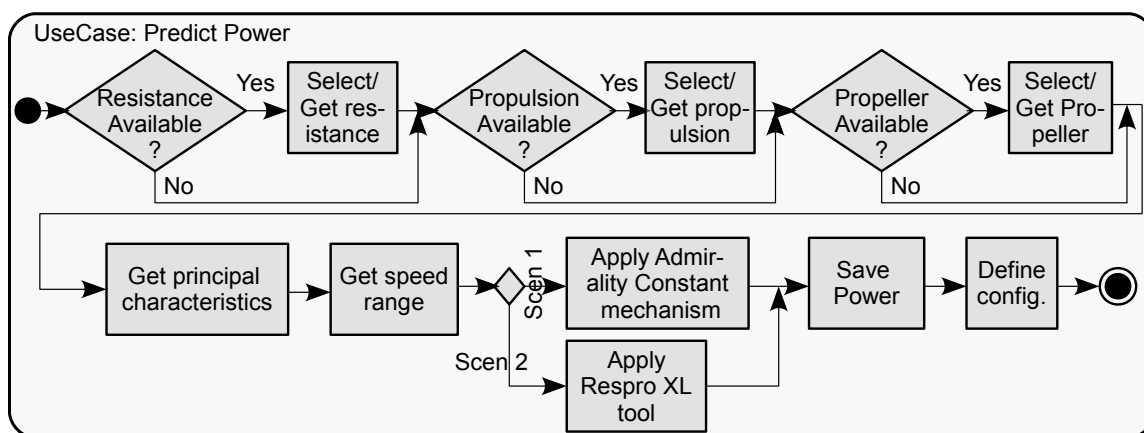 UseCase: Predict Power
Resistance
Available
?
Yes
No
Select/
Get res-
istance
Propulsion
Available
?
Yes
No
Select/
Get prop-
ulsion
Propeller
Available
?
Yes
No
Select/
Get Pro-
peller
Get principal
characteristics
Get speed
range
Scen 1
Scen 2
Apply Admir-
ality Constant
mechanism
Apply
Respro XL
tool
Save
Power
Define
config.